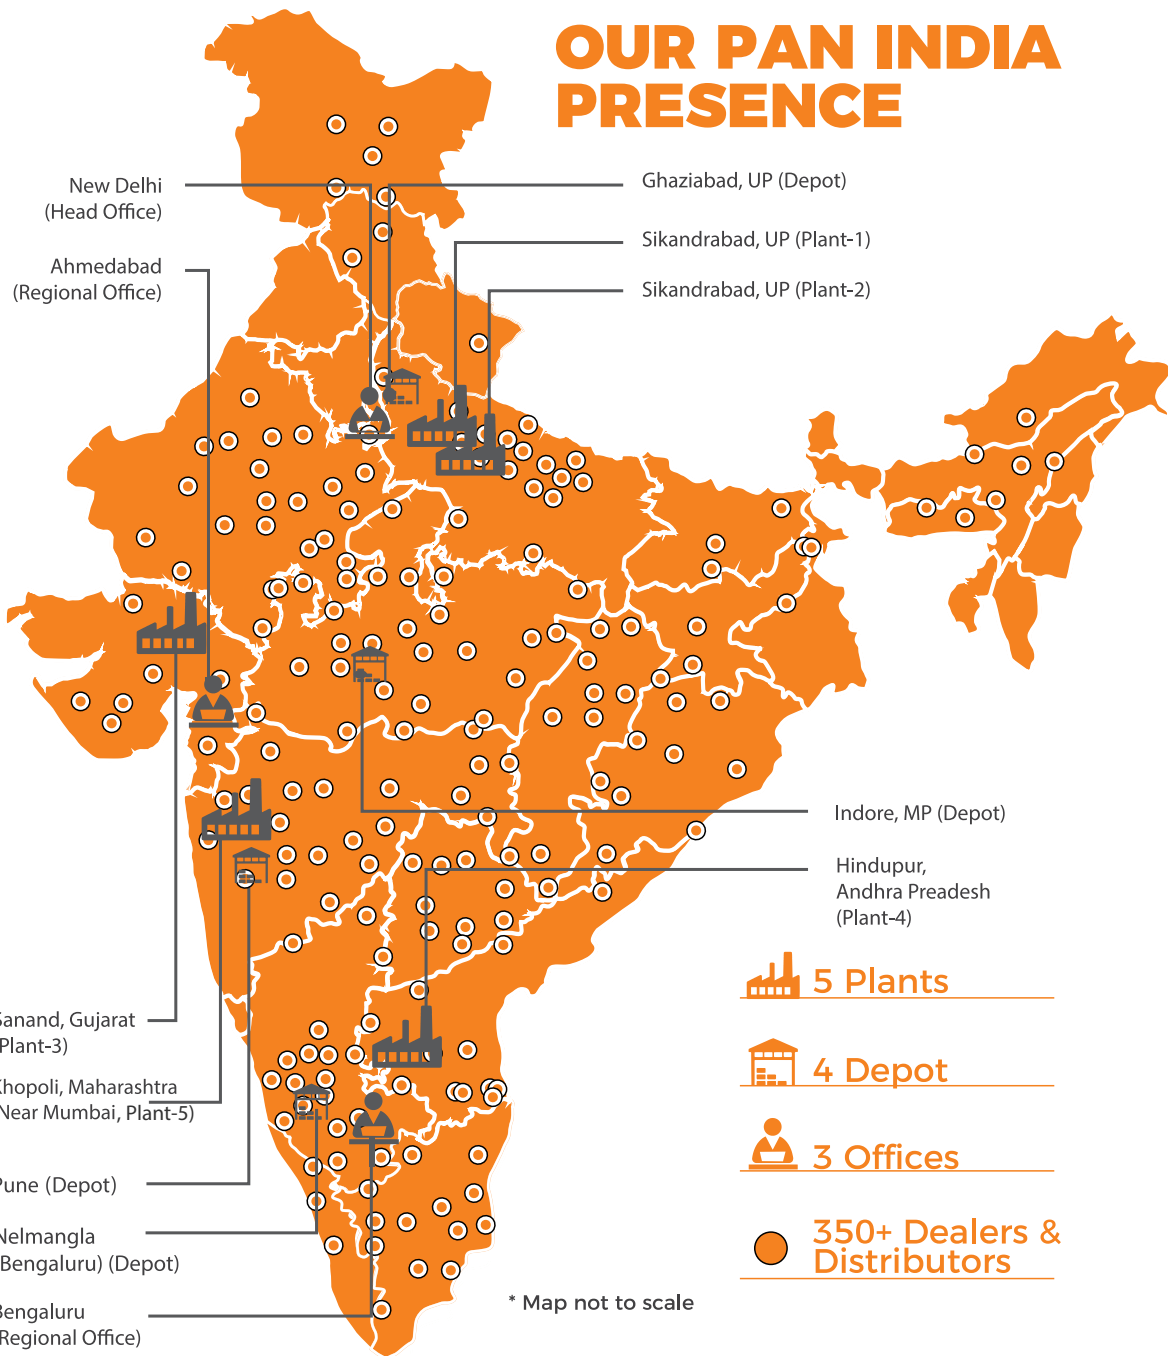 OUR PAN INDIA
PRESENCE
New Delhi
(Head Office)
Ahmedabad
(Regional Office)
Ghaziabad, UP (Depot)
Sikandrabad, UP (Plant-1)
Sikandrabad, UP (Plant-2)
Indore, MP (Depot)
Hindupur,
Andhra Preadesh
(Plant-4)
Sanand, Gujarat
(Plant-3)
Khopoli, Maharashtra
(Near Mumbai, Plant-5)
Pune (Depot)
Nelmangla
(Bengaluru) (Depot)
Bengaluru
(Regional Office)
5 Plants
4 Depot
3 Offices
350+ Dealers &
Distributors
* Map not to scale